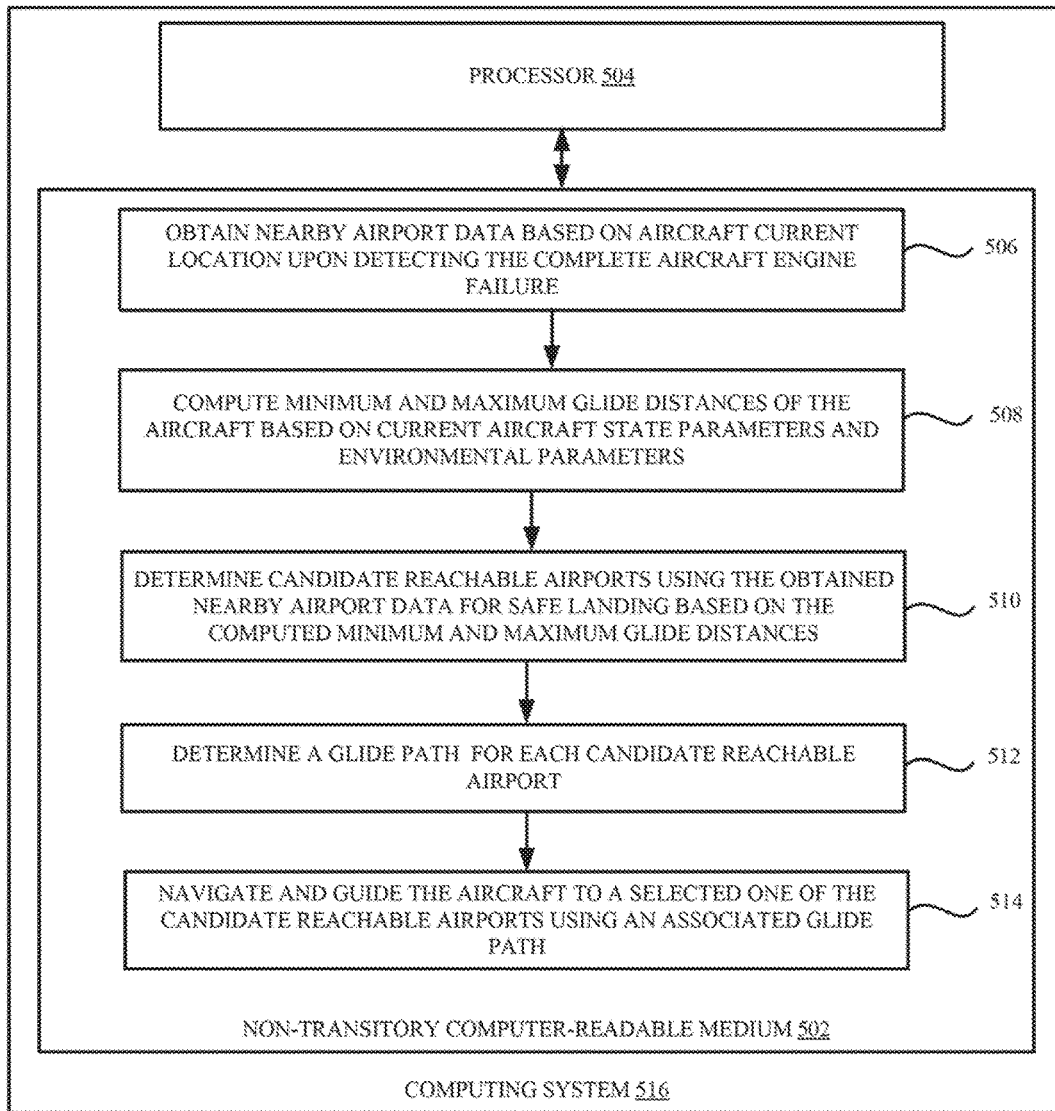 PROCESSOR 504
OBTAIN NEARBY AIRPORT DATA BASED ON AIRCRAFT CURRENT
LOCATION UPON DETECTING THE COMPLETE AIRCRAFT ENGINE
FAILURE
506
COMPUTE MINIMUM AND MAXIMUM GLIDE DISTANCES OF THE
AIRCRAFT BASED ON CURRENT AIRCRAFT STATE PARAMETERS AND
ENVIRONMENTAL PARAMETERS
508
DETERMINE CANDIDATE REACHABLE AIRPORTS USING THE OBTAINED
NEARBY AIRPORT DATA FOR SAFE LANDING BASED ON THE
COMPUTED MINIMUM AND MAXIMUM GLIDE DISTANCES
510
DETERMINE A GLIDE PATH FOR EACH CANDIDATE REACHABLE
AIRPORT
512
NAVIGATE AND GUIDE THE AIRCRAFT TO A SELECTED ONE OF THE
CANDIDATE REACHABLE AIRPORTS USING AN ASSOCIATED GLIDE
PATH
514
NON-TRANSITORY COMPUTER-READABLE MEDIUM 502
COMPUTING SYSTEM 516